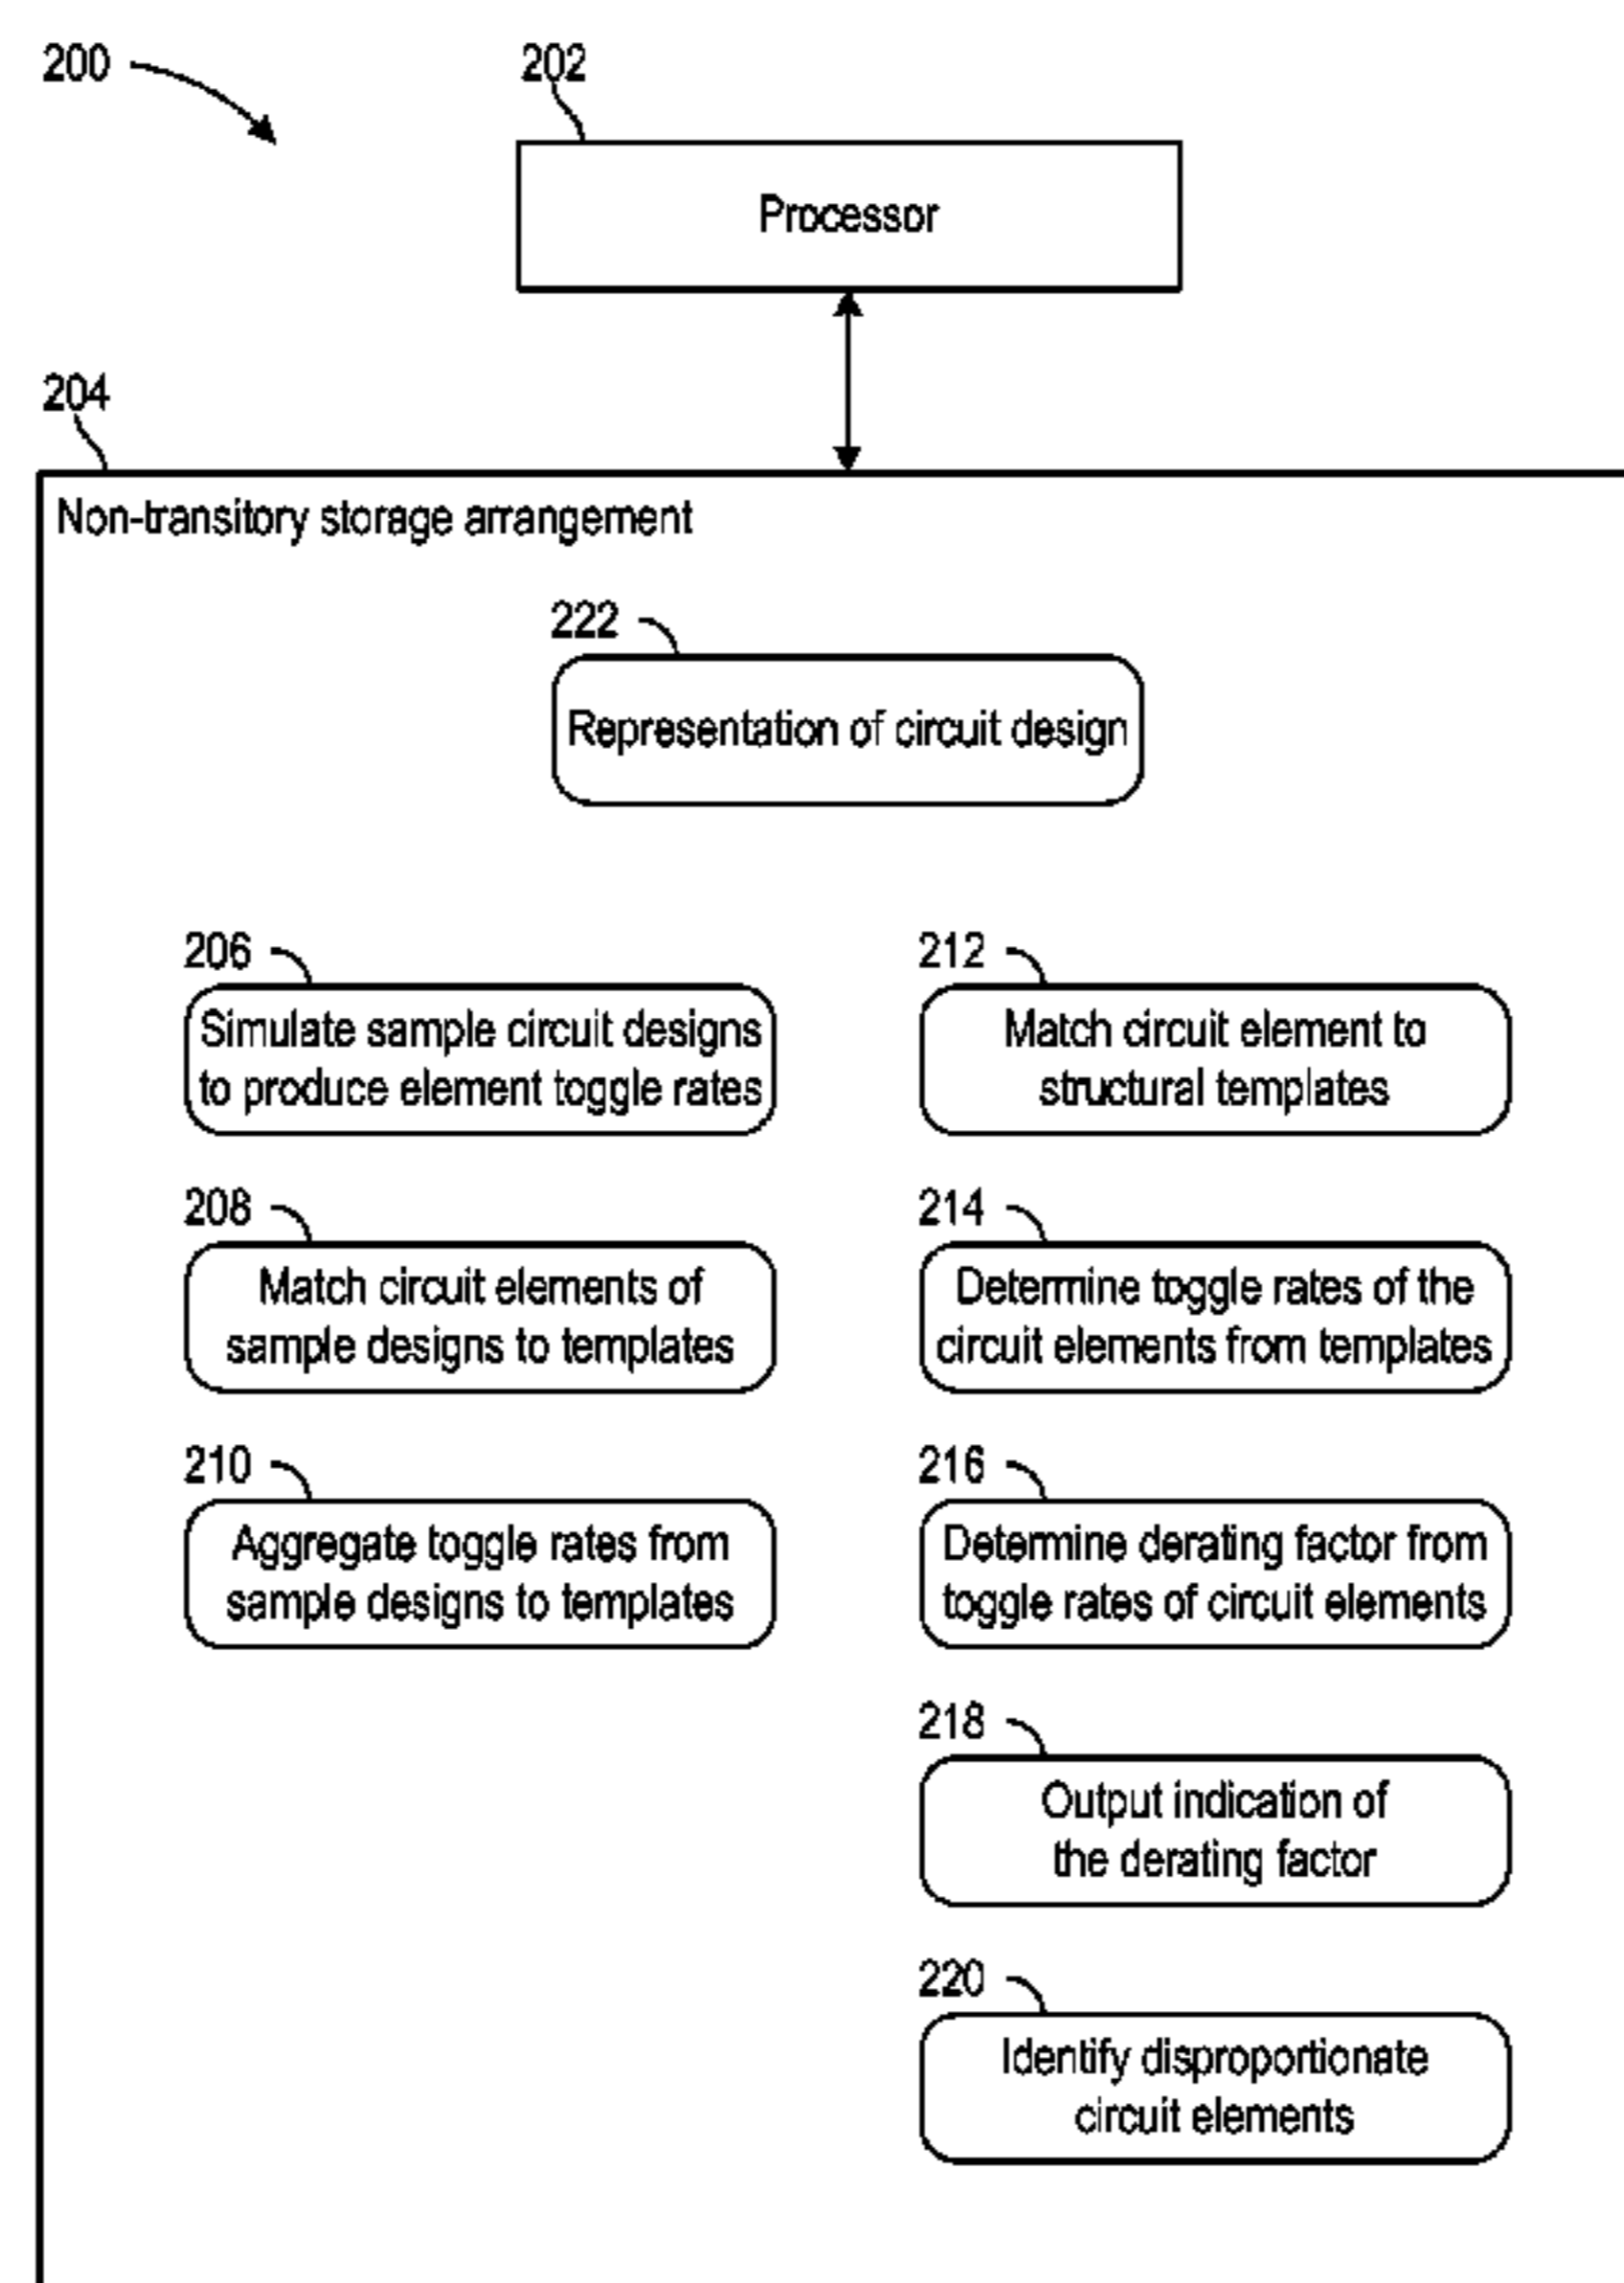 200
202
Processor
204
Non-transitory storage arrangement
222
Representation of circuit design
206
Simulate sample circuit designs
to produce element toggle rates
208
Match circuit elements of
sample designs to templates
210
Aggregate toggle rates from
sample designs to templates
212
Match circuit element to
structural templates
214
Determine toggle rates of the
circuit elements from templates
216
Determine derating factor from
toggle rates of circuit elements
218
Output indication of
the derating factor
220
Identify disproportionate
circuit elements